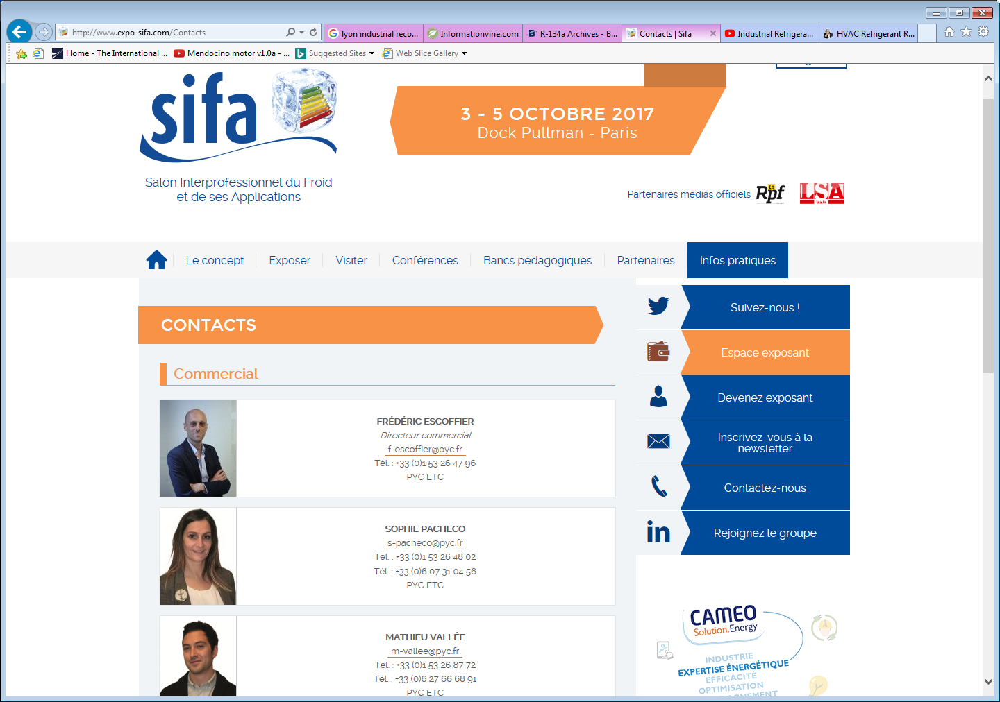 http://www.expo-sifa.com/Contacts
lyon industrial reco...
Informationvine.com
R-134a Archives - B...
Contacts | Sifa
Industrial Refrigera...
HVAC Refrigerant R...
Home - The International ...
Mendocino motor v1.0a - ...
Suggested Sites
Web Slice Gallery
sifa
Salon Interprofessionnel du Froid
et de ses Applications
3 - 5 OCTOBRE 2017
Dock Pullman - Paris
Partenaires médias officiels
La
Rpf
LSA
lsa.fr
Le concept
Exposer
Visiter
Conférences
Bancs pédagogiques
Partenaires
Infos pratiques
CONTACTS
Commercial
FRÉDÉRIC ESCOFFIER
Directeur commercial
f-escoffier@pyc.fr
Tél. : +33 (0)1 53 26 47 96
PYC ETC
SOPHIE PACHECO
s-pacheco@pyc.fr
Tél. : +33 (0)1 53 26 48 02
Tél. : +33 (0)6 07 31 04 56
PYC ETC
MATHIEU VALLÉE
m-vallee@pyc.fr
Tél. : +33 (0)1 53 26 87 72
Tél. : +33 (0)6 27 66 68 91
PYC ETC
Suivez-nous !
Espace exposant
Devenez exposant
Inscrivez-vous à la
newsletter
Contactez-nous
in
Rejoignez le groupe
CAMEO
Solution.Energy
INDUSTRIE
EXPERTISE ÉNERGÉTIQUE
EFFICACITÉ
OPTIMISATION